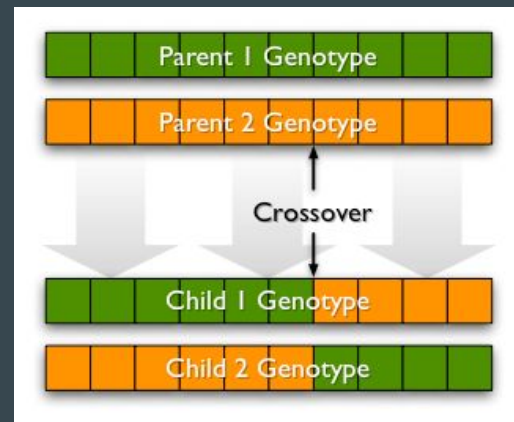 Parent 1 Genotype
Parent 2 Genotype
Crossover
Child 1 Genotype
Child 2 Genotype